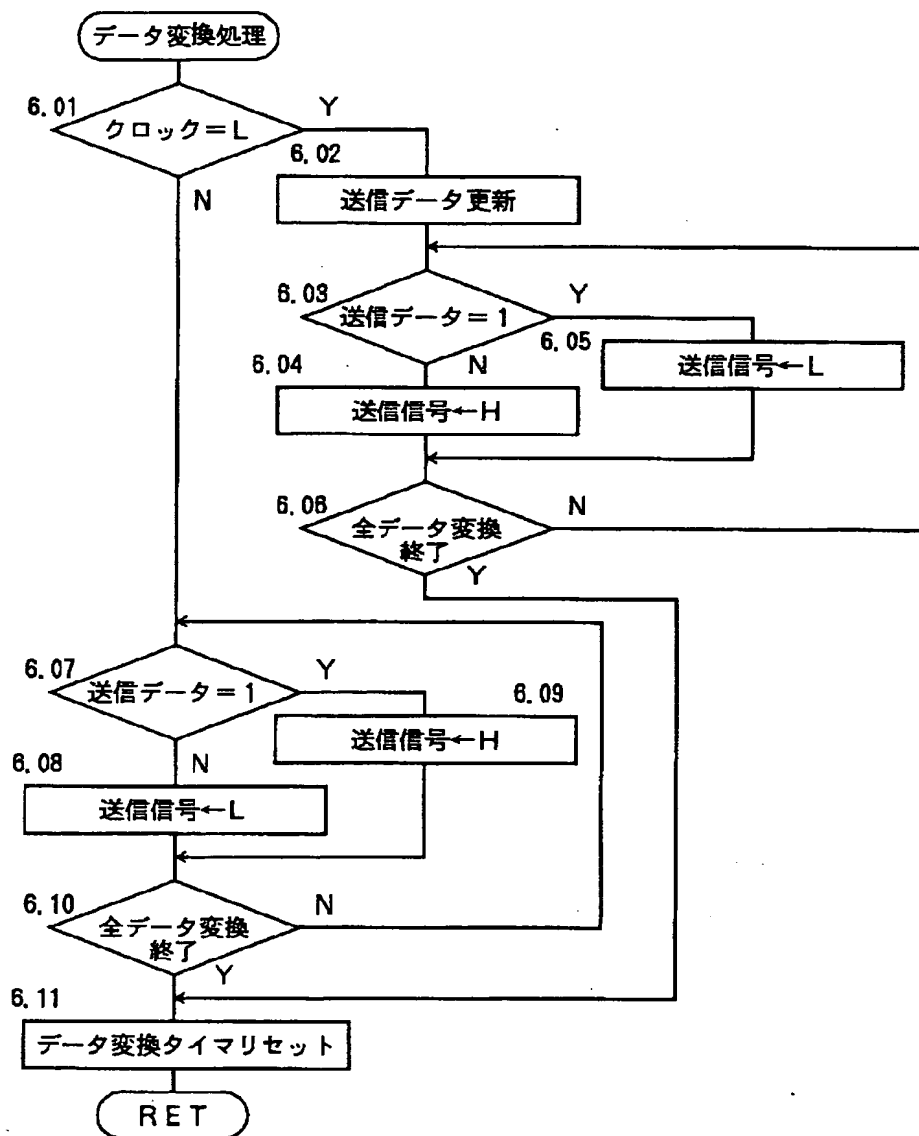 データ変換処理
6.01
クロック=L
Y
N
6.02
送信データ更新
6.03
送信データ=1
Y
N
6.05
送信信号←L
6.04
送信信号←H
6.06
全データ変換
終了
N
Y
6.07
送信データ=1
Y
N
6.09
送信信号←H
6.08
送信信号←L
6.10
全データ変換
終了
N
Y
6.11
データ変換タイマリセット
RET